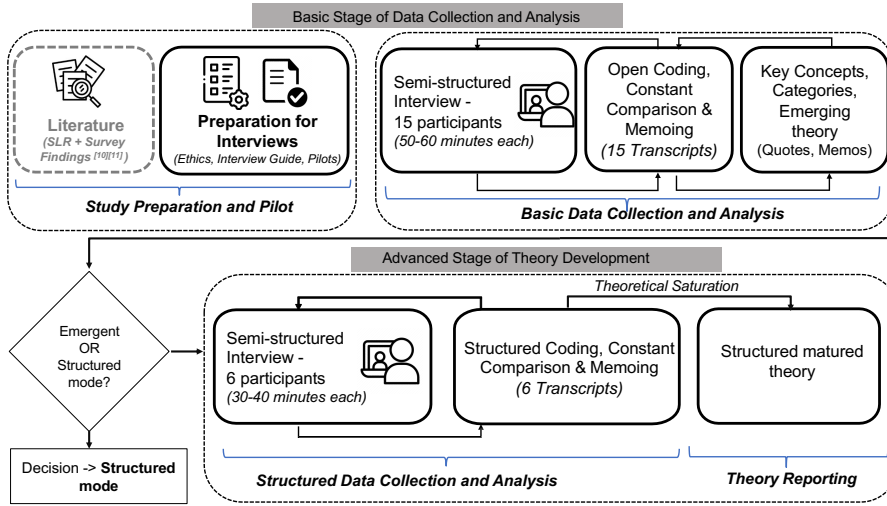 Basic Stage of Data Collection and Analysis
Literature
(SLR + Survey
Findings [10][11] )
Preparation for
Interviews
(Ethics, Interview Guide, Pilots)
Study Preparation and Pilot
Semi-structured
Interview -
15 participants
(50-60 minutes each)
Open Coding,
Constant
Comparison &
Memoing
(15 Transcripts)
Key Concepts,
Categories,
Emerging
theory
(Quotes, Memos)
Basic Data Collection and Analysis
Emergent
OR
Structured
mode?
Decision -> Structured
mode
Advanced Stage of Theory Development
Theoretical Saturation
Semi-structured
Interview -
6 participants
(30-40 minutes each)
Structured Coding, Constant
Comparison & Memoing
(6 Transcripts)
Structured matured
theory
Structured Data Collection and Analysis
Theory Reporting